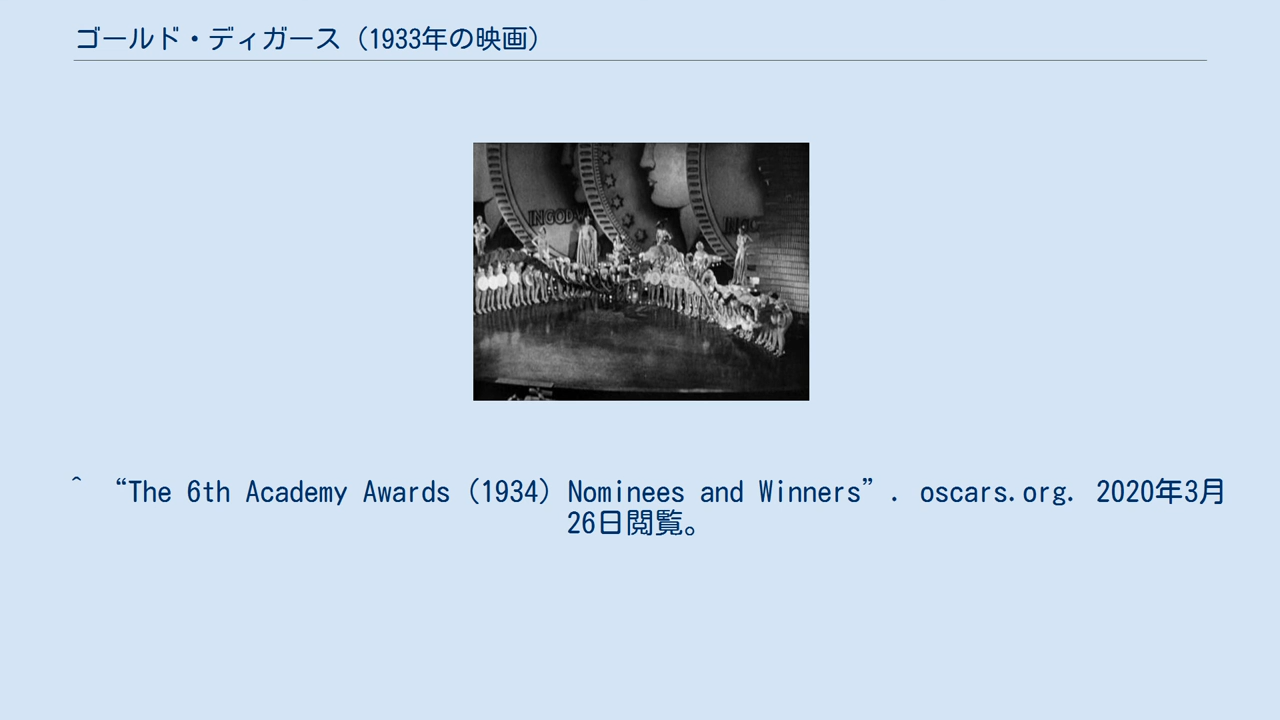 ゴールド・ディガース（1933年の映画）
INGODW
INGO
^ “The 6th Academy Awards (1934) Nominees and Winners”. oscars.org. 2020年3月
26日閲覧。